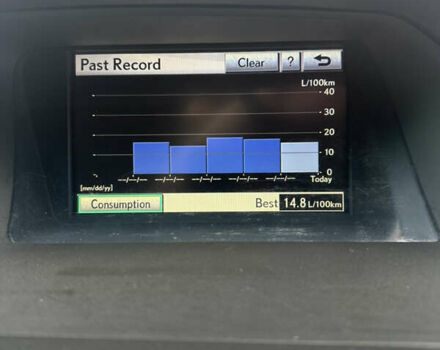 Past Record Clear ?
L/100km
40
30
20
10
0
--/--/-- --/--/-- --/--/-- --/--/-- --/--/--
[mm/dd/yy] Today
Consumption Best 14.8 L/100km